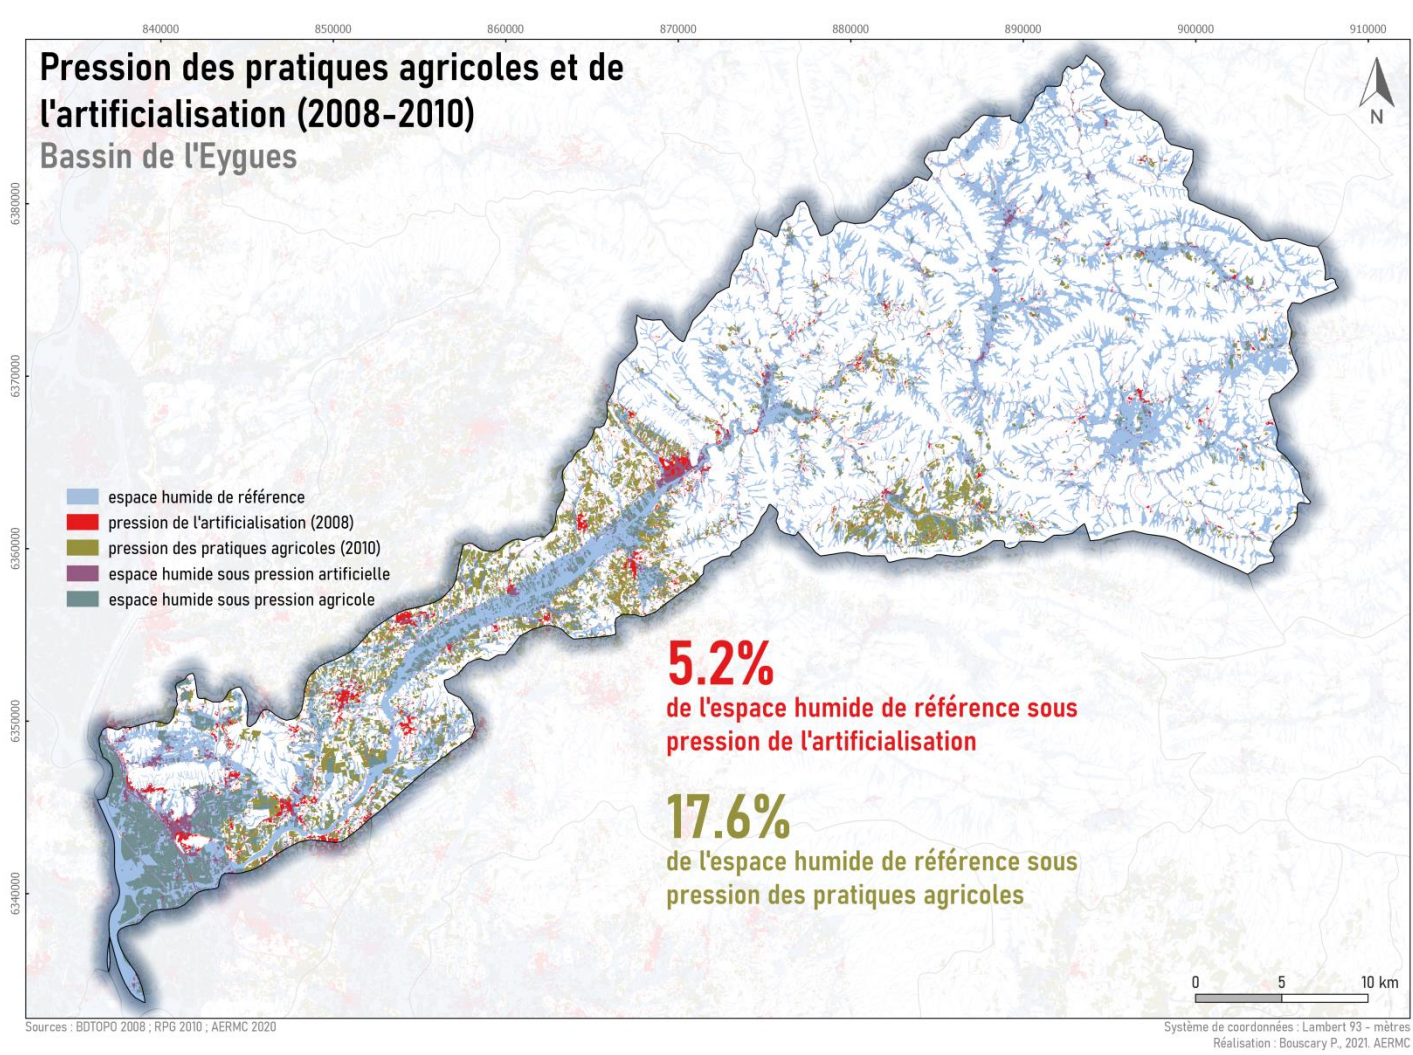 840000 850000 860000 870000 880000 890000 900000 910000
Pression des pratiques agricoles et de
l'artificialisation (2008-2010)
Bassin de l'Eygues
N
6380000
6370000
6360000
6350000
6340000
espace humide de référence
pression de l'artificialisation (2008)
pression des pratiques agricoles (2010)
espace humide sous pression artificielle
espace humide sous pression agricole
5.2%
de l'espace humide de référence sous
pression de l'artificialisation
17.6%
de l'espace humide de référence sous
pression des pratiques agricoles
0 5 10 km
Sources : BDTOPO 2008 ; RPG 2010 ; AERMC 2020
Système de coordonnées : Lambert 93 - mètres
Réalisation : Bouscary P., 2021. AERMC